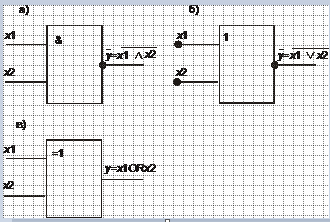 а) б)
x1 & x1 1
ȳ=x1 ∧ x2 ȳ=x1 ∨ x2
x2 x2
в)
x1 =1
y=x1ORx2
x2